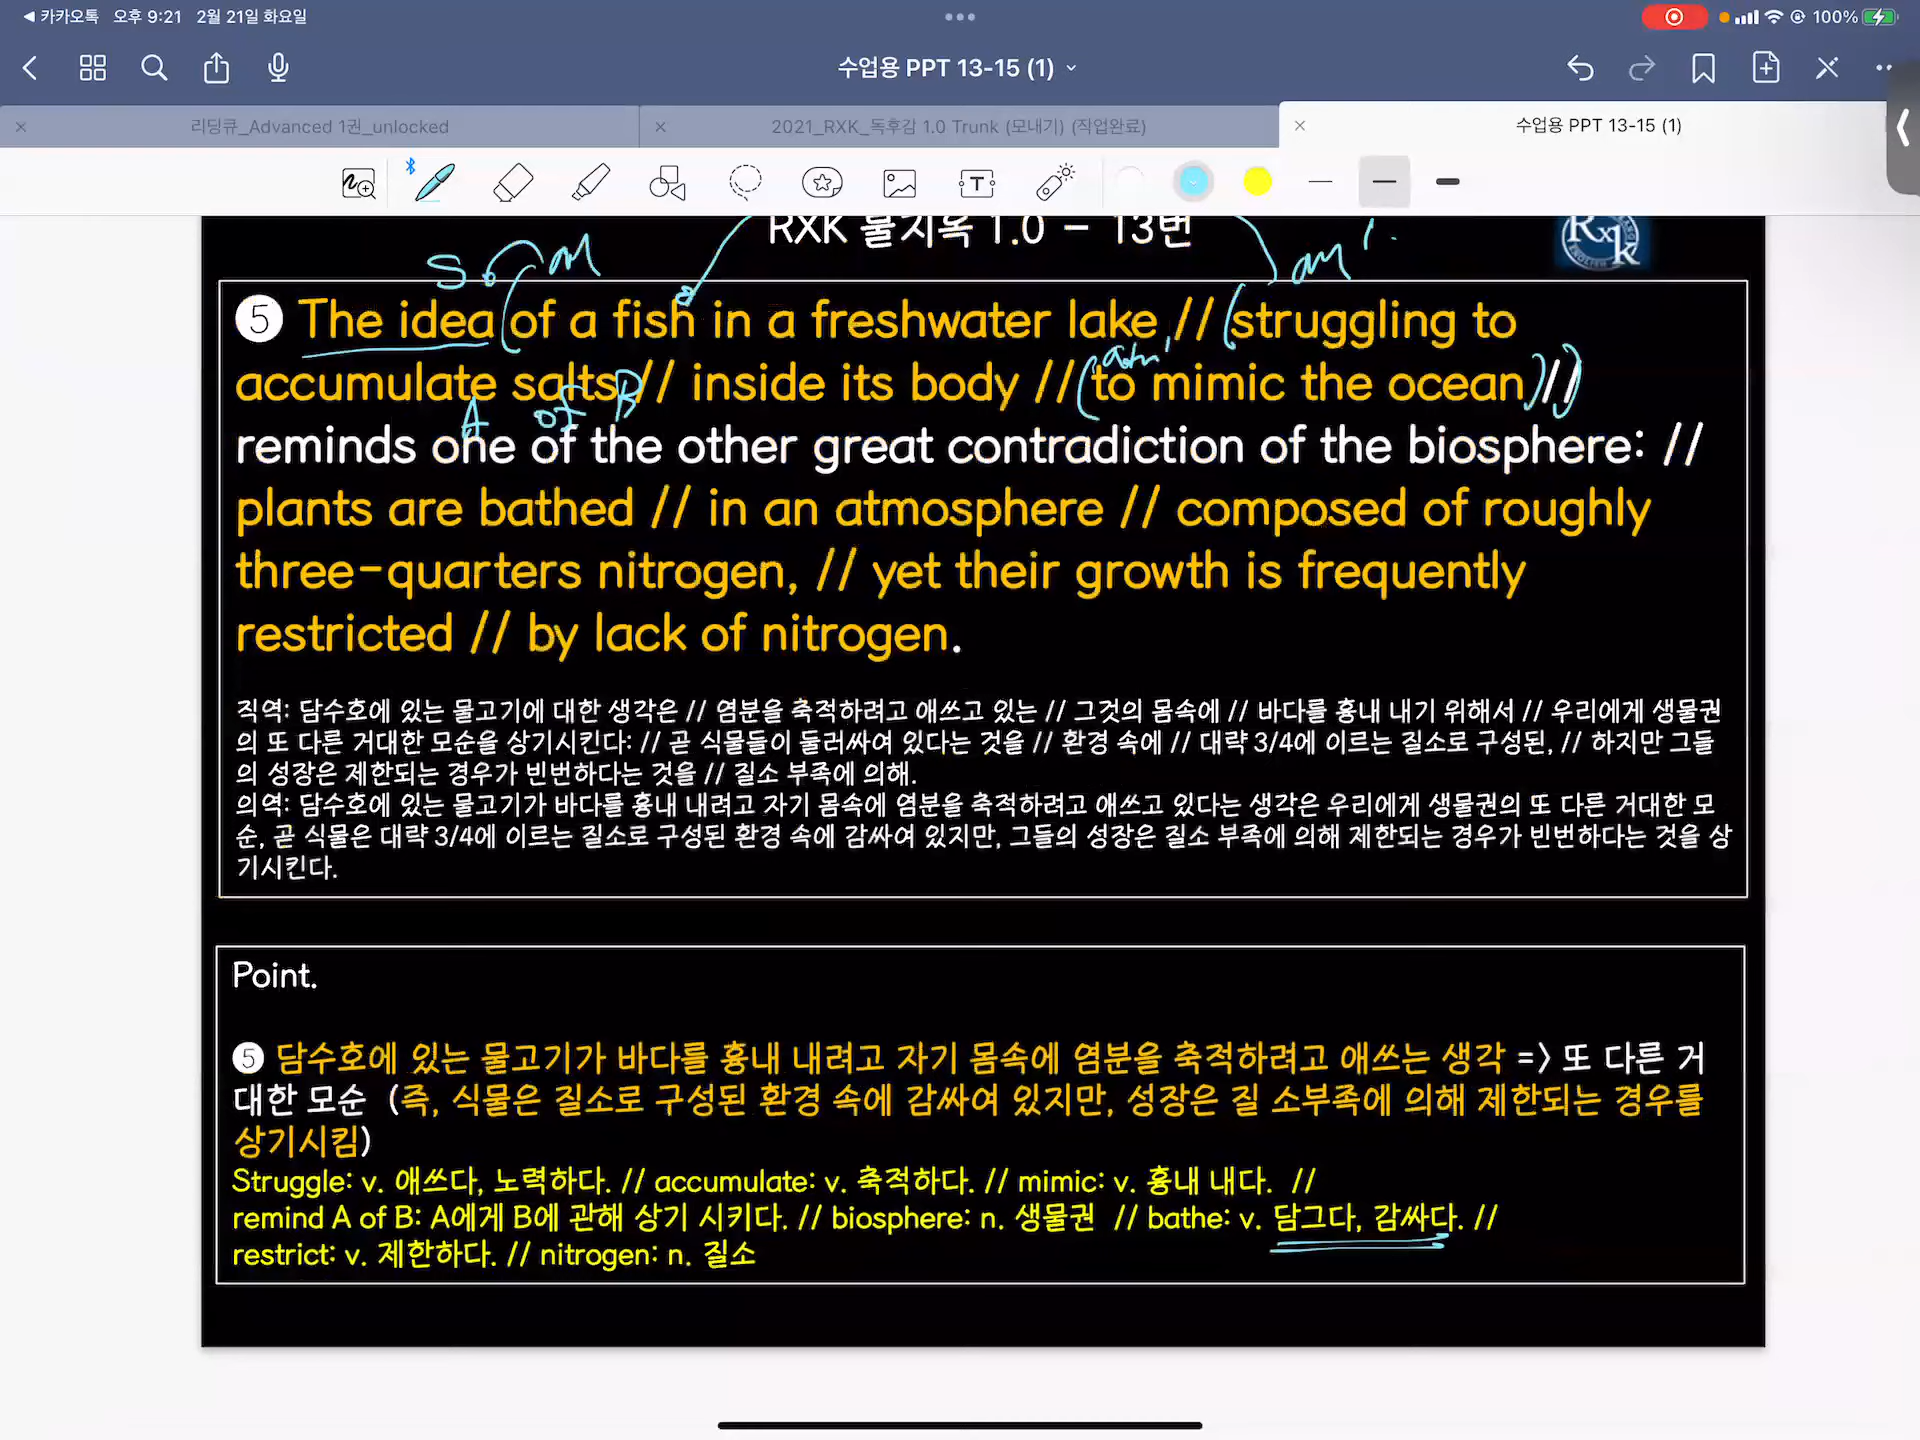 ◀ 카카오톡 오후 9:21 2월 21일 화요일
100%
수업용 PPT 13-15 (1)
리딩큐_Advanced 1권_unlocked
2021_RXK_독후감 1.0 Trunk (모내기) (작업완료)
수업용 PPT 13-15 (1)
RXK 물지옥 1.0 – 13번
RxK
S
M
⑤ The idea of a fish in a freshwater lake // struggling to
accumulate salts // inside its body // to mimic the ocean //
A of B
reminds one of the other great contradiction of the biosphere: //
plants are bathed // in an atmosphere // composed of roughly
three-quarters nitrogen, // yet their growth is frequently
restricted // by lack of nitrogen.
직역: 담수호에 있는 물고기에 대한 생각은 // 염분을 축적하려고 애쓰고 있는 // 그것의 몸속에 // 바다를 흉내 내기 위해서 // 우리에게 생물권
의 또 다른 거대한 모순을 상기시킨다: // 곧 식물들이 둘러싸여 있다는 것을 // 환경 속에 // 대략 3/4에 이르는 질소로 구성된, // 하지만 그들
의 성장은 제한되는 경우가 빈번하다는 것을 // 질소 부족에 의해.
의역: 담수호에 있는 물고기가 바다를 흉내 내려고 자기 몸속에 염분을 축적하려고 애쓰고 있다는 생각은 우리에게 생물권의 또 다른 거대한 모
순, 곧 식물은 대략 3/4에 이르는 질소로 구성된 환경 속에 감싸여 있지만, 그들의 성장은 질소 부족에 의해 제한되는 경우가 빈번하다는 것을 상
기시킨다.
Point.
⑤ 담수호에 있는 물고기가 바다를 흉내 내려고 자기 몸속에 염분을 축적하려고 애쓰는 생각 => 또 다른 거
대한 모순 (즉, 식물은 질소로 구성된 환경 속에 감싸여 있지만, 성장은 질 소부족에 의해 제한되는 경우를
상기시킴)
Struggle: v. 애쓰다, 노력하다. // accumulate: v. 축적하다. // mimic: v. 흉내 내다. //
remind A of B: A에게 B에 관해 상기 시키다. // biosphere: n. 생물권 // bathe: v. 담그다, 감싸다. //
restrict: v. 제한하다. // nitrogen: n. 질소